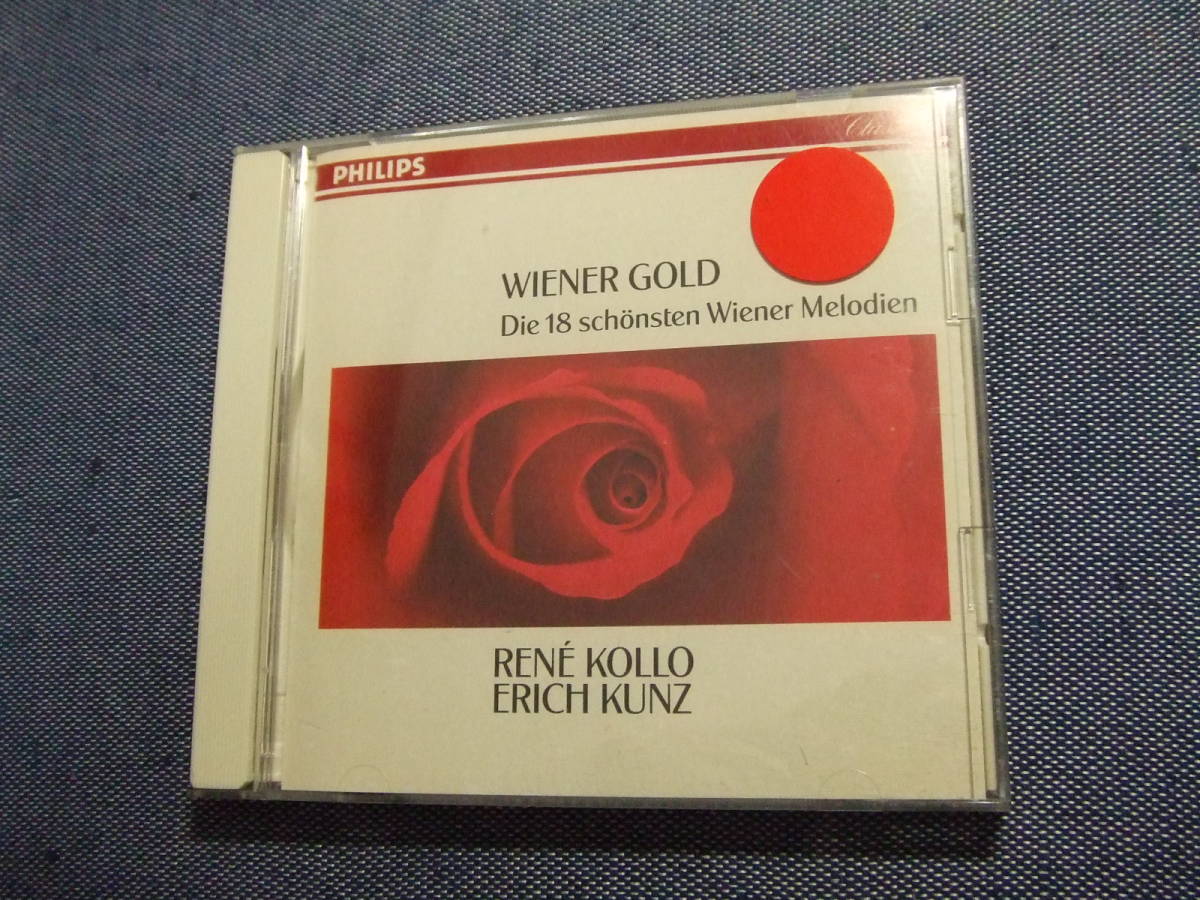 PHILIPS
WIENER GOLD
Die 18 schönsten Wiener Melodien
RENÉ KOLLO
ERICH KUNZ